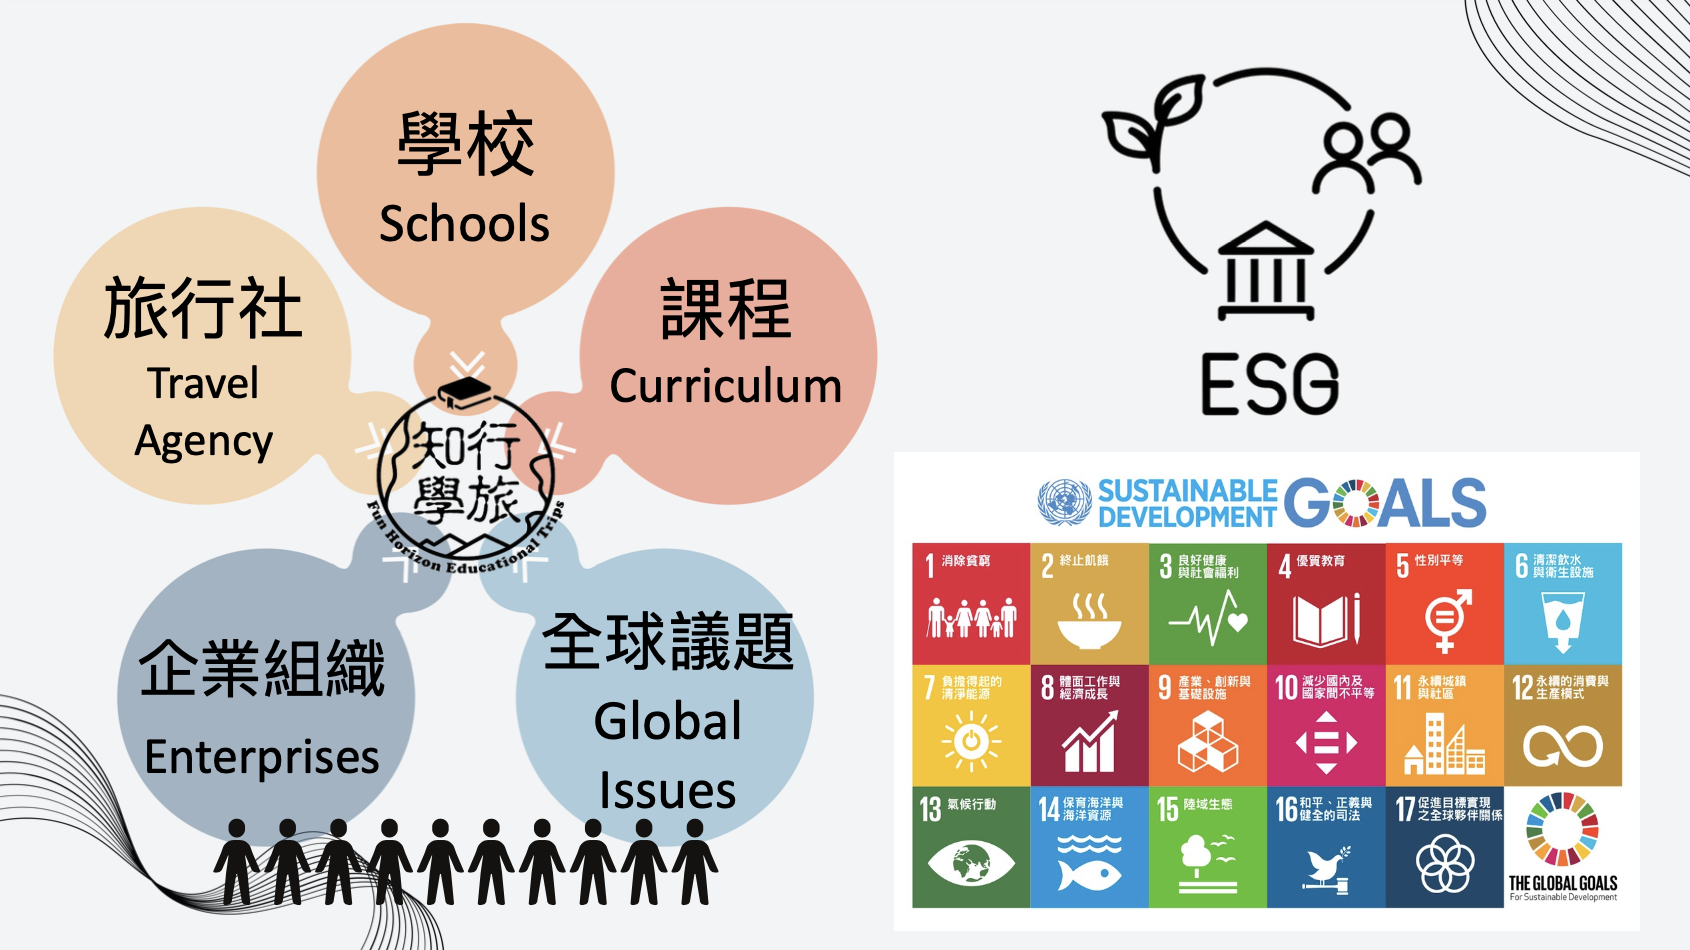 學校
Schools
旅行社
Travel
Agency
課程
Curriculum
知行
學旅
Fun Horizon Educational Trips
企業組織
Enterprises
全球議題
Global
Issues
ESG
SUSTAINABLE
DEVELOPMENT
GOALS
1 消除貧窮
2 終止飢餓
3 良好健康
與社會福利
4 優質教育
5 性別平等
6 清潔飲水
與衛生設施
7 負擔得起的
清淨能源
8 體面工作與
經濟成長
9 產業、創新與
基礎設施
10 減少國內及
國家間不平等
11 永續城鎮
與社區
12 永續的消費與
生產模式
13 氣候行動
14 保育海洋與
海洋資源
15 陸域生態
16 和平、正義與
健全的司法
17 促進目標實現
之全球夥伴關係
THE GLOBAL GOALS
For Sustainable Development